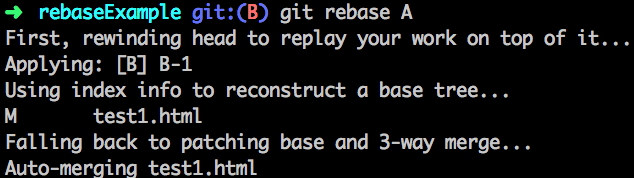 ➜ rebaseExample git:(B) git rebase A
First, rewinding head to replay your work on top of it...
Applying: [B] B-1
Using index info to reconstruct a base tree...
M       test1.html
Falling back to patching base and 3-way merge...
Auto-merging test1.html